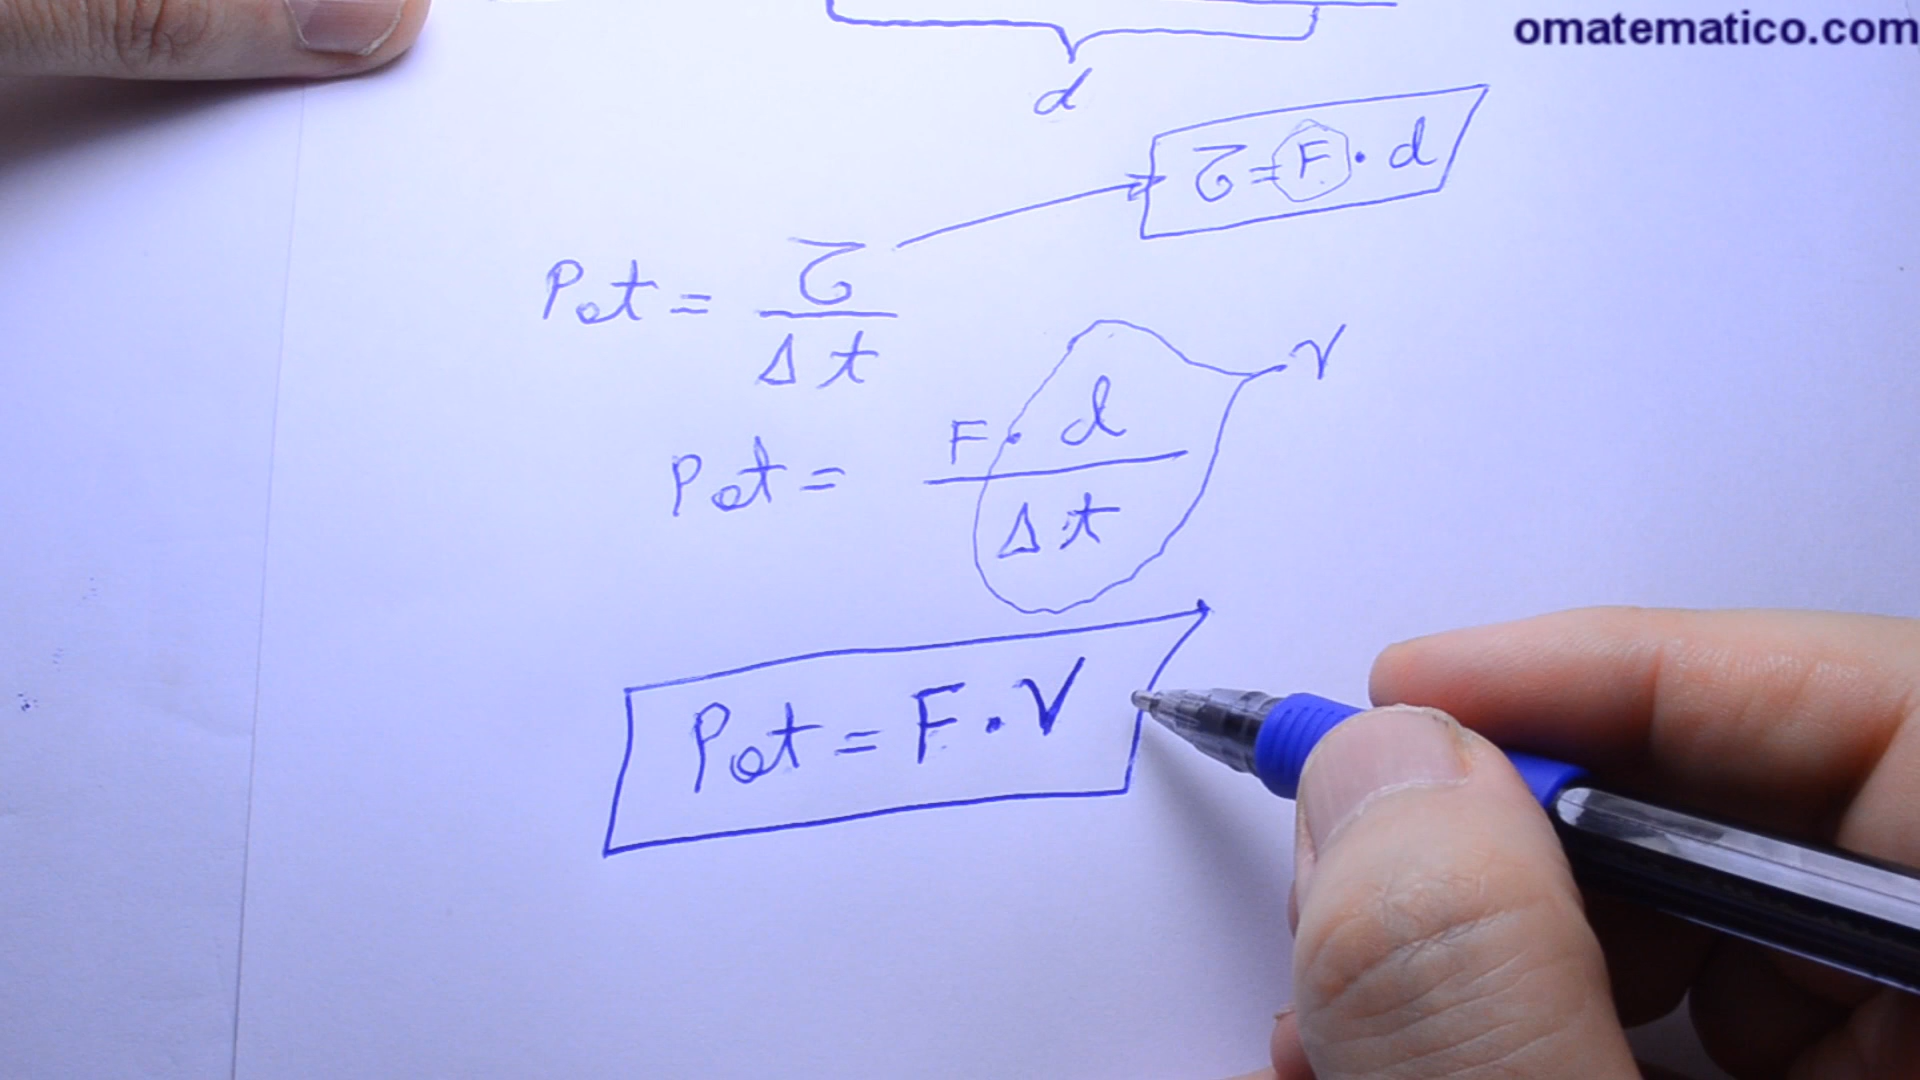 omatematico.com
d
τ = F · d
Pot = τ / Δt
v
Pot = F · d / Δt
Pot = F · V